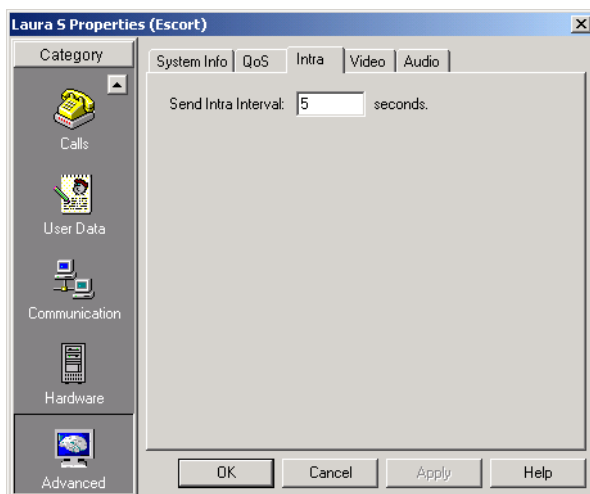 Laura S Properties (Escort)
Category
Calls
User Data
Communication
Hardware
Advanced
System Info QoS Intra Video Audio
Send Intra Interval: 5 seconds.
OK Cancel Apply Help